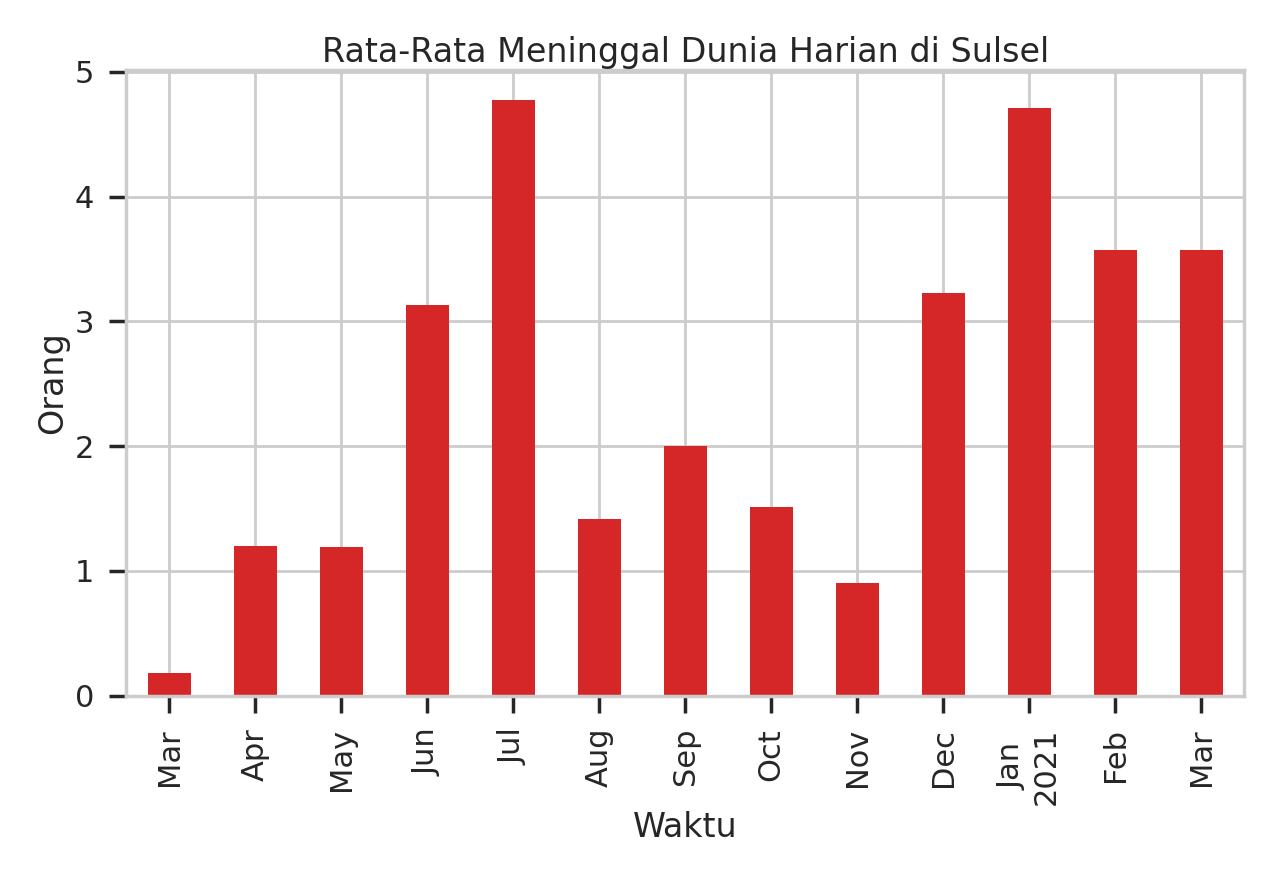 Rata-Rata Meninggal Dunia Harian di Sulsel
5
4
3
2
1
0
Orang
Mar
Apr
May
Jun
Jul
Aug
Sep
Oct
Nov
Dec
Jan
2021
Feb
Mar
Waktu